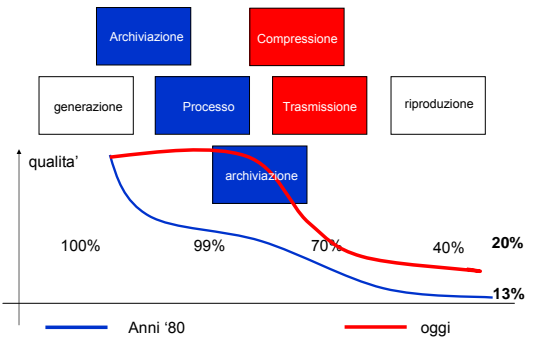 Archiviazione
Compressione
generazione
Processo
Trasmissione
riproduzione
qualita'
archiviazione
100%
99%
70%
40%
20%
13%
Anni ‘80
oggi